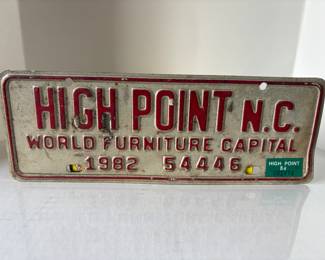 HIGH POINT N.C.
WORLD FURNITURE CAPITAL
1982 54446
HIGH POINT